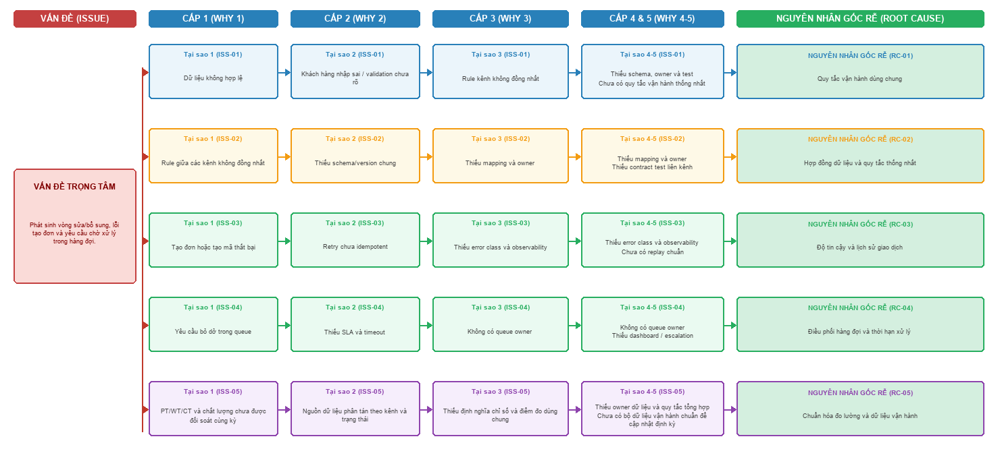 VẤN ĐỀ (ISSUE)
CẤP 1 (WHY 1)
CẤP 2 (WHY 2)
CẤP 3 (WHY 3)
CẤP 4 & 5 (WHY 4-5)
NGUYÊN NHÂN GỐC RỄ (ROOT CAUSE)
VẤN ĐỀ TRỌNG TÂM
Phát sinh vòng sửa/bổ sung, lỗi
tạo đơn và yêu cầu chờ xử lý
trong hàng đợi.
Tại sao 1 (ISS-01)
Dữ liệu không hợp lệ
Tại sao 2 (ISS-01)
Khách hàng nhập sai / validation chưa
rõ
Tại sao 3 (ISS-01)
Rule kênh không đồng nhất
Tại sao 4-5 (ISS-01)
Thiếu schema, owner và test
Chưa có quy tắc vận hành thống nhất
NGUYÊN NHÂN GỐC RỄ (RC-01)
Quy tắc vận hành dùng chung
Tại sao 1 (ISS-02)
Rule giữa các kênh không đồng nhất
Tại sao 2 (ISS-02)
Thiếu schema/version chung
Tại sao 3 (ISS-02)
Thiếu mapping và owner
Tại sao 4-5 (ISS-02)
Thiếu mapping và owner
Thiếu contract test liên kênh
NGUYÊN NHÂN GỐC RỄ (RC-02)
Hợp đồng dữ liệu và quy tắc thống nhất
Tại sao 1 (ISS-03)
Tạo đơn hoặc tạo mã thất bại
Tại sao 2 (ISS-03)
Retry chưa idempotent
Tại sao 3 (ISS-03)
Thiếu error class và observability
Tại sao 4-5 (ISS-03)
Thiếu error class và observability
Chưa có replay chuẩn
NGUYÊN NHÂN GỐC RỄ (RC-03)
Độ tin cậy và lịch sử giao dịch
Tại sao 1 (ISS-04)
Yêu cầu bỏ dở trong queue
Tại sao 2 (ISS-04)
Thiếu SLA và timeout
Tại sao 3 (ISS-04)
Không có queue owner
Tại sao 4-5 (ISS-04)
Không có queue owner
Thiếu dashboard / escalation
NGUYÊN NHÂN GỐC RỄ (RC-04)
Điều phối hàng đợi và thời hạn xử lý
Tại sao 1 (ISS-05)
PT/WT/CT và chất lượng chưa được
đối soát cùng kỳ
Tại sao 2 (ISS-05)
Nguồn dữ liệu phân tán theo kênh và
trạng thái
Tại sao 3 (ISS-05)
Thiếu định nghĩa chỉ số và điểm đo dùng
chung
Tại sao 4-5 (ISS-05)
Thiếu owner dữ liệu và quy tắc tổng hợp
Chưa có bộ dữ liệu vận hành chuẩn để
cập nhật định kỳ
NGUYÊN NHÂN GỐC RỄ (RC-05)
Chuẩn hóa đo lường và dữ liệu vận hành